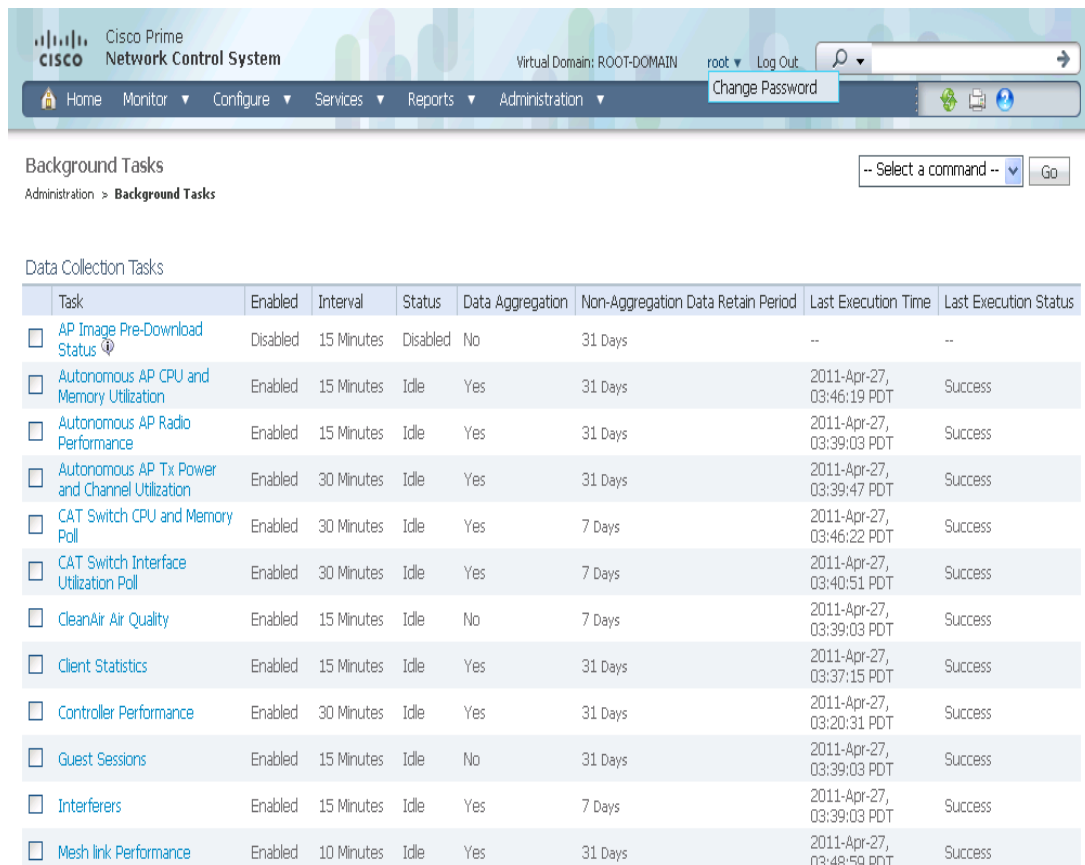 Cisco Prime
CISCO Network Control System
Virtual Domain: ROOT-DOMAIN root Log Out
Change Password
Home Monitor Configure Services Reports Administration
Background Tasks
-- Select a command -- Go
Administration > Background Tasks
Data Collection Tasks
Task Enabled Interval Status Data Aggregation Non-Aggregation Data Retain Period Last Execution Time Last Execution Status
AP Image Pre-Download Status Disabled 15 Minutes Disabled No 31 Days -- --
Autonomous AP CPU and Memory Utilization Enabled 15 Minutes Idle Yes 31 Days 2011-Apr-27, 03:46:19 PDT Success
Autonomous AP Radio Performance Enabled 15 Minutes Idle Yes 31 Days 2011-Apr-27, 03:39:03 PDT Success
Autonomous AP Tx Power and Channel Utilization Enabled 30 Minutes Idle Yes 31 Days 2011-Apr-27, 03:39:47 PDT Success
CAT Switch CPU and Memory Poll Enabled 30 Minutes Idle Yes 7 Days 2011-Apr-27, 03:46:22 PDT Success
CAT Switch Interface Utilization Poll Enabled 30 Minutes Idle Yes 7 Days 2011-Apr-27, 03:40:51 PDT Success
CleanAir Air Quality Enabled 15 Minutes Idle No 7 Days 2011-Apr-27, 03:39:03 PDT Success
Client Statistics Enabled 15 Minutes Idle Yes 31 Days 2011-Apr-27, 03:37:15 PDT Success
Controller Performance Enabled 30 Minutes Idle Yes 31 Days 2011-Apr-27, 03:20:31 PDT Success
Guest Sessions Enabled 15 Minutes Idle No 31 Days 2011-Apr-27, 03:39:03 PDT Success
Interferers Enabled 15 Minutes Idle Yes 7 Days 2011-Apr-27, 03:39:03 PDT Success
Mesh link Performance Enabled 10 Minutes Idle Yes 31 Days 2011-Apr-27, 03:48:59 PDT Success